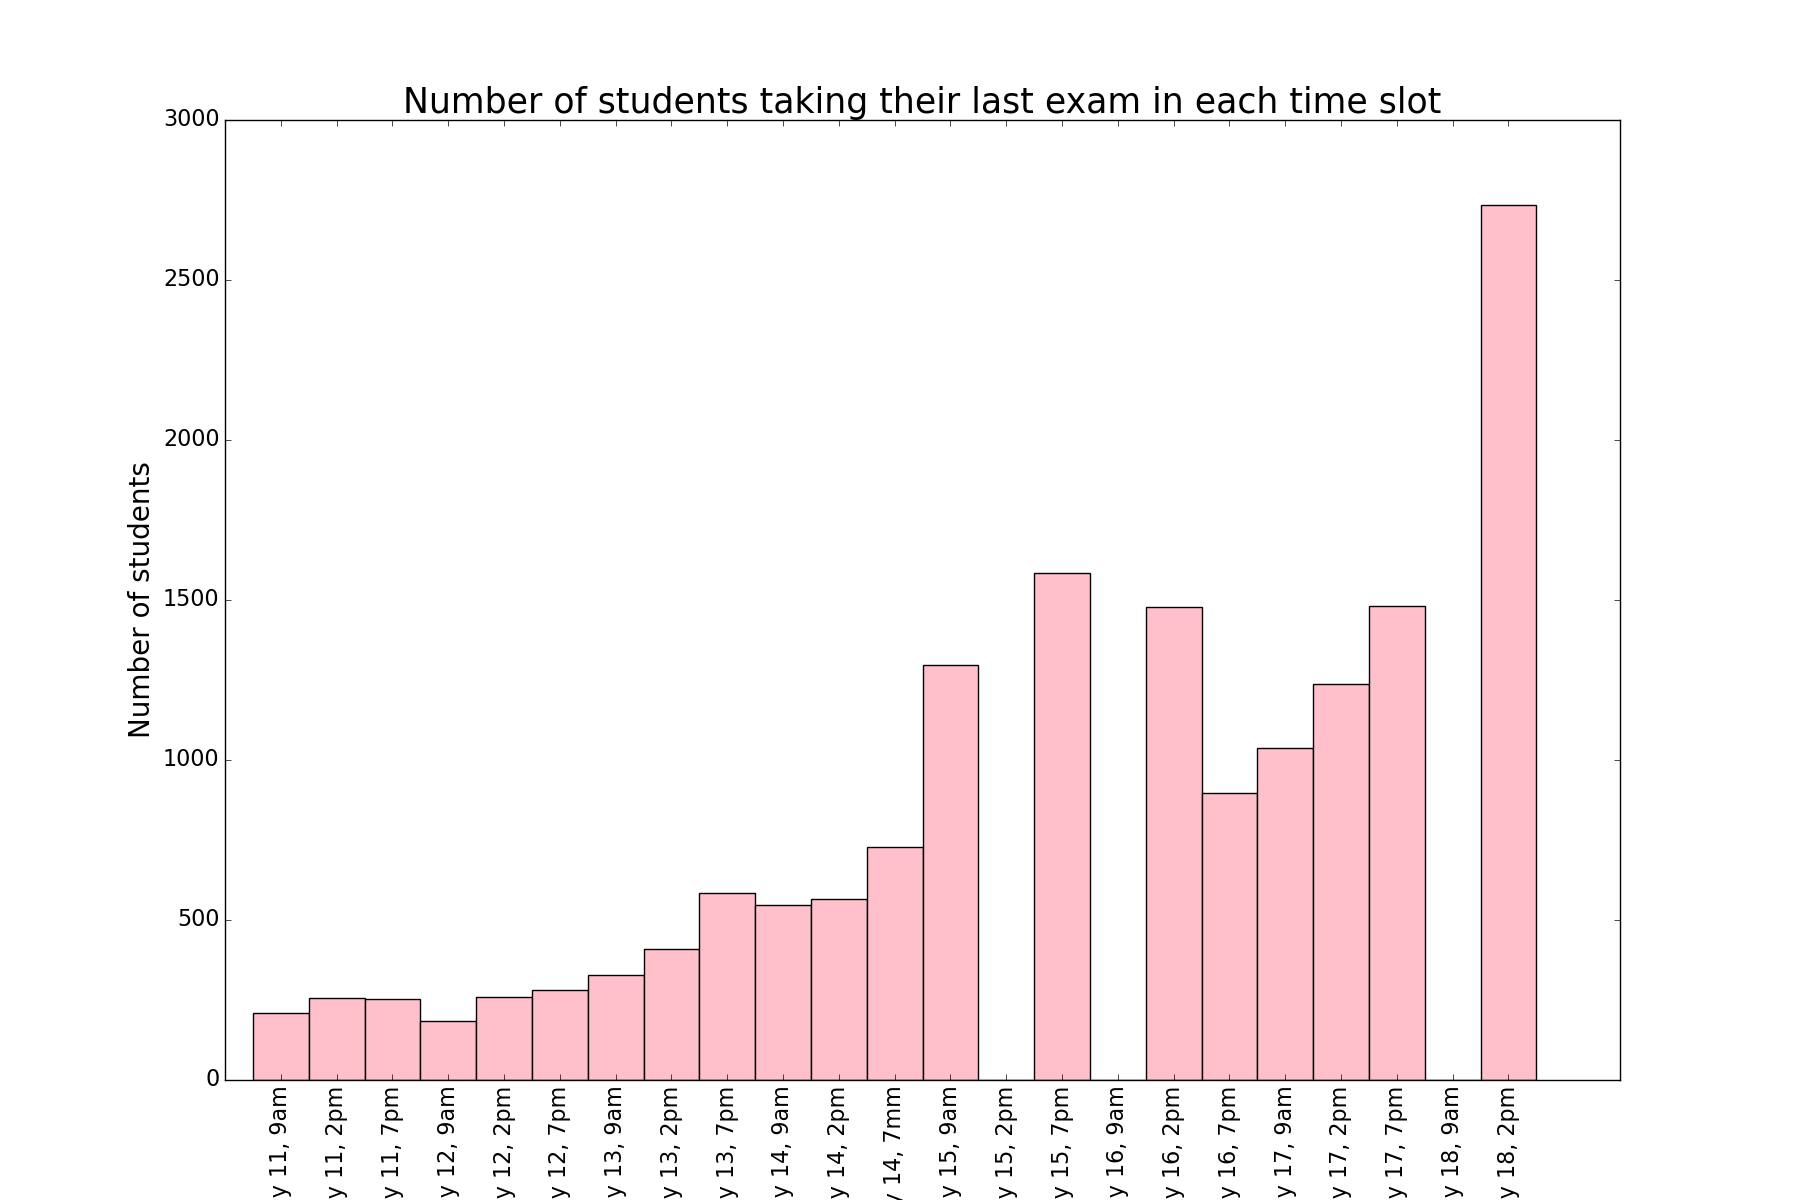 Number of students taking their last exam in each time slot
3000
2500
2000
1500
1000
500
0
Number of students
y 11, 9am
y 11, 2pm
y 11, 7pm
y 12, 9am
y 12, 2pm
y 12, 7pm
y 13, 9am
y 13, 2pm
y 13, 7pm
y 14, 9am
y 14, 2pm
y 14, 7mm
y 15, 9am
y 15, 2pm
y 15, 7pm
y 16, 9am
y 16, 2pm
y 16, 7pm
y 17, 9am
y 17, 2pm
y 17, 7pm
y 18, 9am
y 18, 2pm